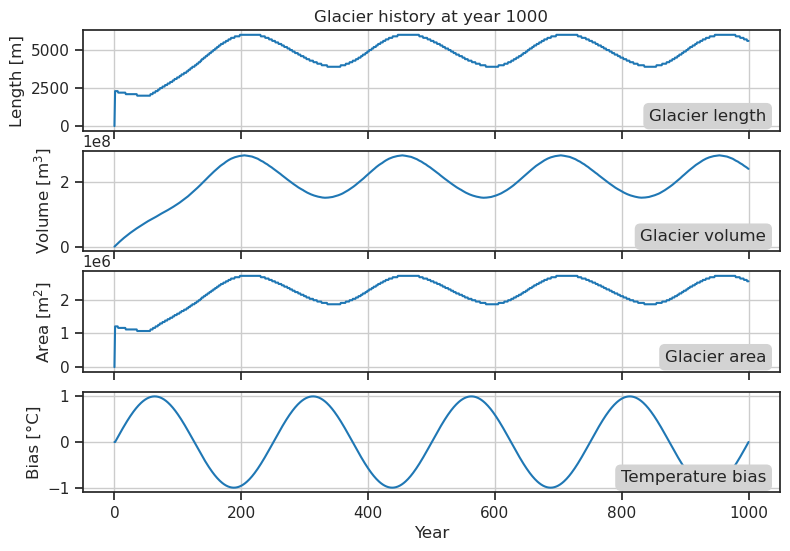 Glacier history at year 1000
Length [m]
5000
2500
0
Glacier length
1e8
Volume [m³]
2
0
Glacier volume
1e6
Area [m²]
2
1
0
Glacier area
Bias [°C]
1
0
−1
Temperature bias
0 200 400 600 800 1000
Year